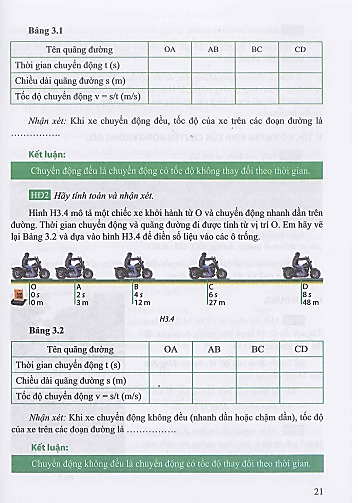 Bảng 3.1
Tên quãng đường OA AB BC CD
Thời gian chuyển động t (s)
Chiều dài quãng đường s (m)
Tốc độ chuyển động v = s/t (m/s)
Nhận xét: Khi xe chuyển động đều, tốc độ của xe trên các đoạn đường là
................
Kết luận:
Chuyển động đều là chuyển động có tốc độ không thay đổi theo thời gian.
HĐ2 Hãy tính toán và nhận xét.
Hình H3.4 mô tả một chiếc xe khởi hành từ O và chuyển động nhanh dần trên
đường. Thời gian chuyển động và quãng đường đi được tính từ vị trí O. Em hãy vẽ
lại Bảng 3.2 và dựa vào hình H3.4 để điền số liệu vào các ô trống.
O A B C D
0 s 2 s 4 s 6 s 8 s
0 m 3 m 12 m 27 m 48 m
H3.4
Bảng 3.2
Tên quãng đường OA AB BC CD
Thời gian chuyển động t (s)
Chiều dài quãng đường s (m)
Tốc độ chuyển động v = s/t (m/s)
Nhận xét: Khi xe chuyển động không đều (nhanh dần hoặc chậm dần), tốc độ
của xe trên các đoạn đường là ................
Kết luận:
Chuyển động không đều là chuyển động có tốc độ thay đổi theo thời gian.
21